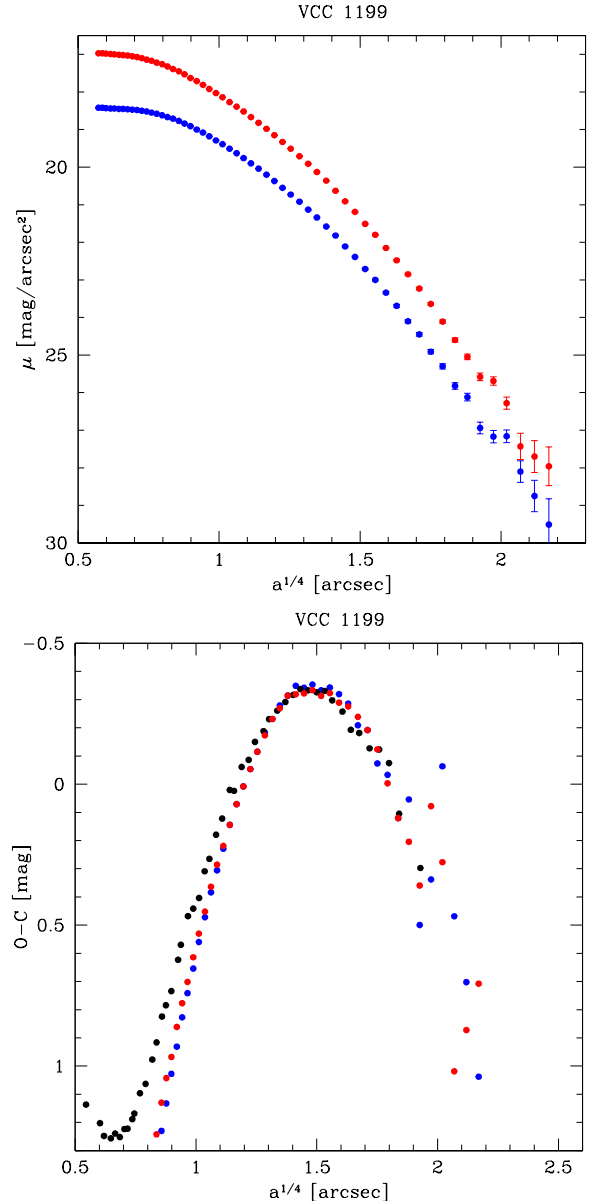 VCC 1199
20
25
30
μ [mag/arcsec²]
0.5 1 1.5 2
a^1/4 [arcsec]
VCC 1199
−0.5
0
0.5
1
O−C [mag]
0.5 1 1.5 2 2.5
a^1/4 [arcsec]